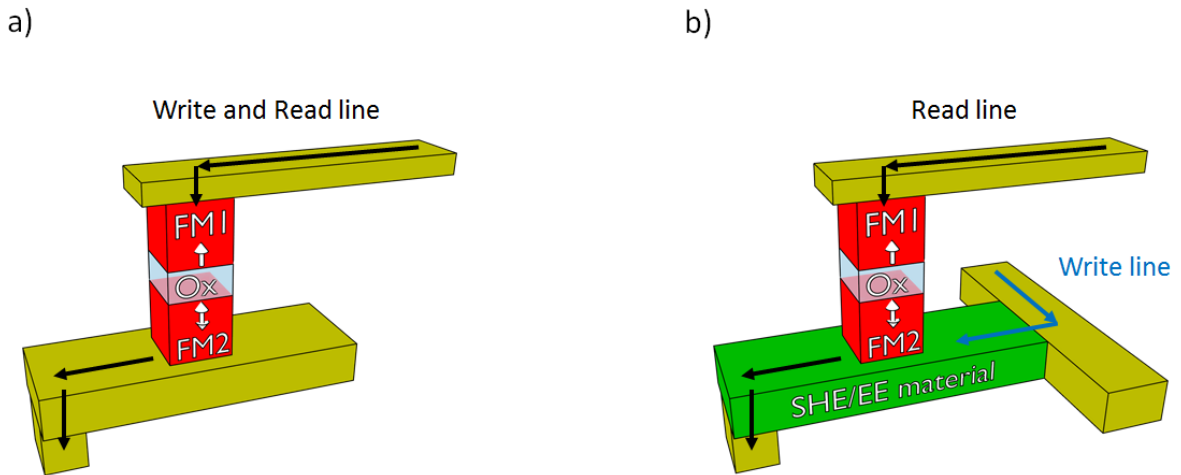 a)
Write and Read line
FM1
Ox
FM2
b)
Read line
FM1
Ox
FM2
Write line
SHE/EE material